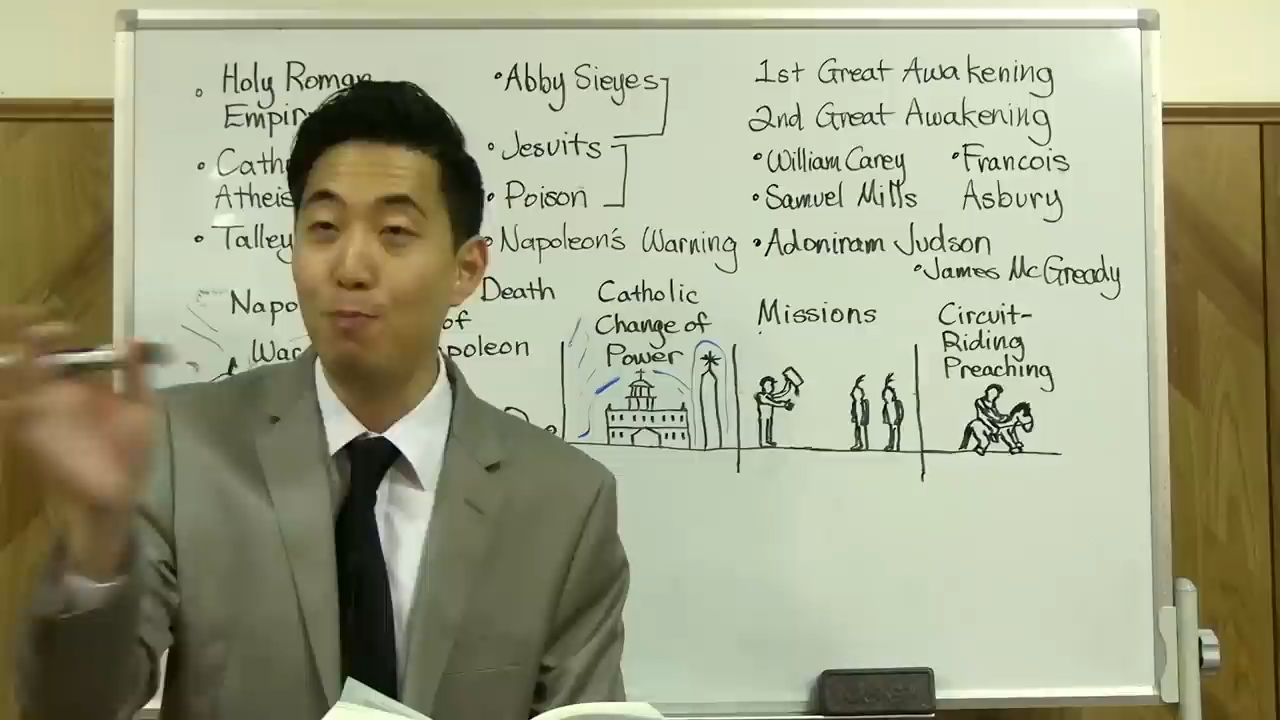 Holy Roman
Empir
Cath
Atheis
Talley
Napo
War
•Abby Sieyes
•Jesuits
•Poison
•Napoleon's Warning
Death
of
poleon
Catholic
Change of
Power
1st Great Awakening
2nd Great Awakening
•William Carey •Francois
•Samuel Mills Asbury
•Adoniram Judson
•James McGready
Missions
Circuit-
Riding
Preaching